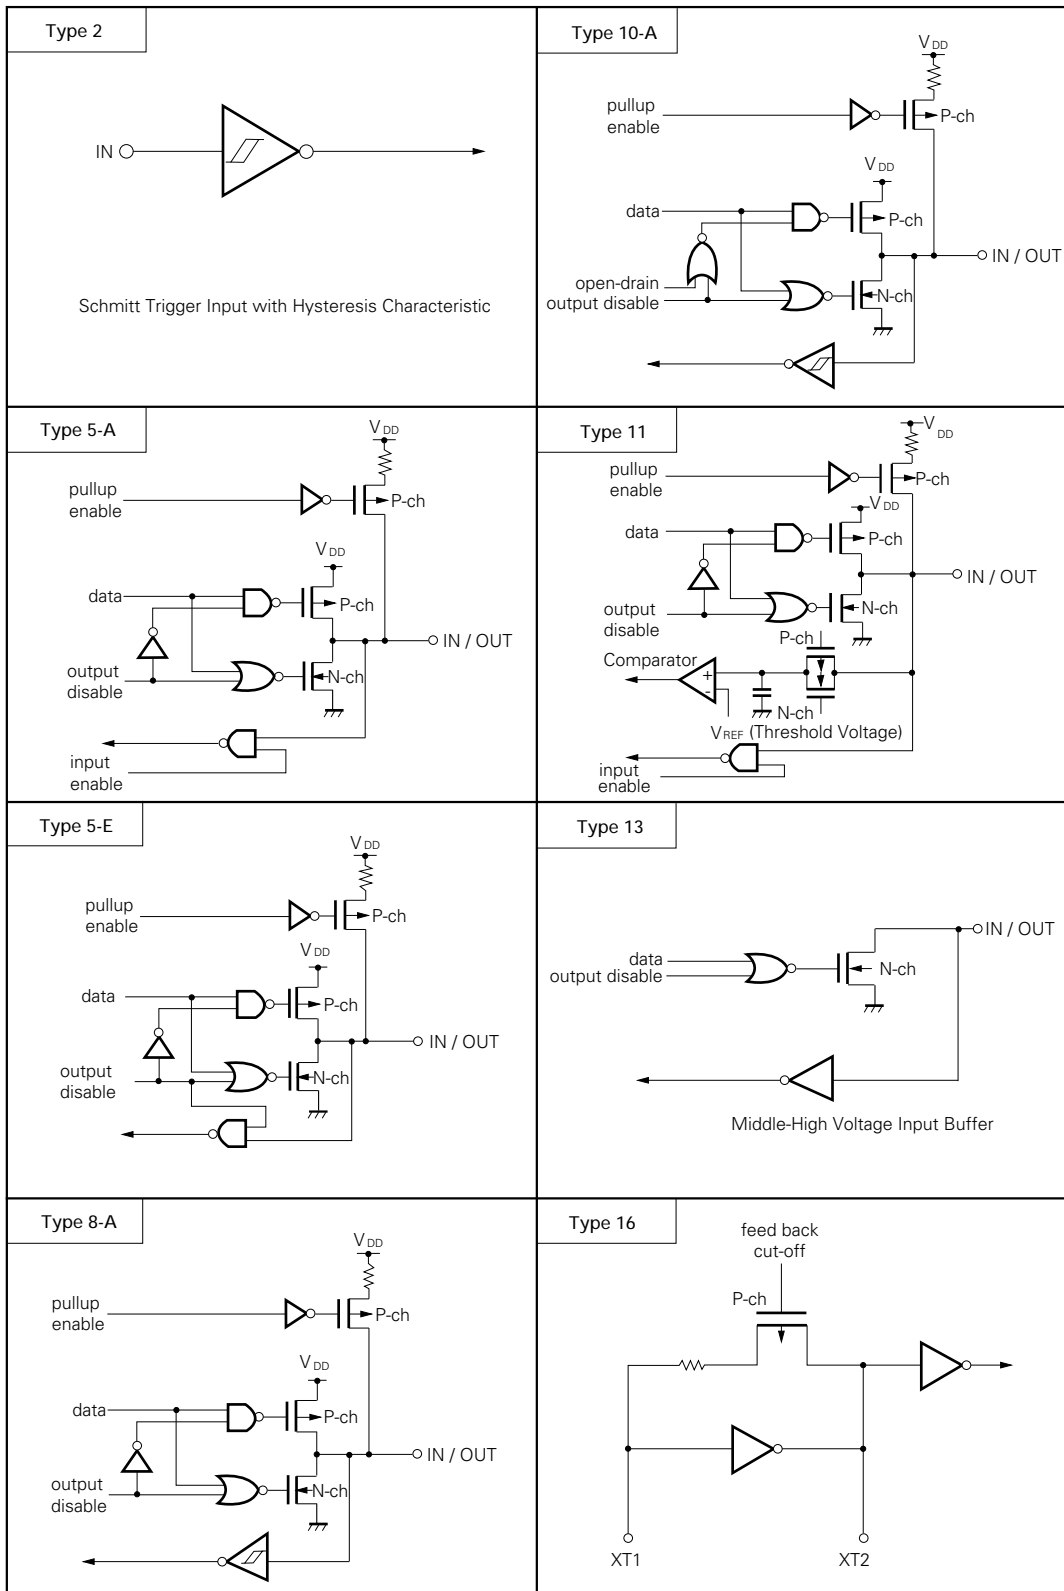 Type 2
IN
Schmitt Trigger Input with Hysteresis Characteristic
Type 10-A
VDD
pullup
enable
P-ch
VDD
data
P-ch
IN / OUT
open-drain
output disable
N-ch
Type 5-A
VDD
pullup
enable
P-ch
VDD
data
P-ch
IN / OUT
output
disable
N-ch
input
enable
Type 11
VDD
pullup
enable
P-ch
VDD
data
P-ch
IN / OUT
output
disable
N-ch
P-ch
Comparator
+
-
N-ch
VREF (Threshold Voltage)
input
enable
Type 5-E
VDD
pullup
enable
P-ch
VDD
data
P-ch
IN / OUT
output
disable
N-ch
Type 13
IN / OUT
data
output disable
N-ch
Middle-High Voltage Input Buffer
Type 8-A
VDD
pullup
enable
P-ch
VDD
data
P-ch
IN / OUT
output
disable
N-ch
Type 16
feed back
cut-off
P-ch
XT1
XT2